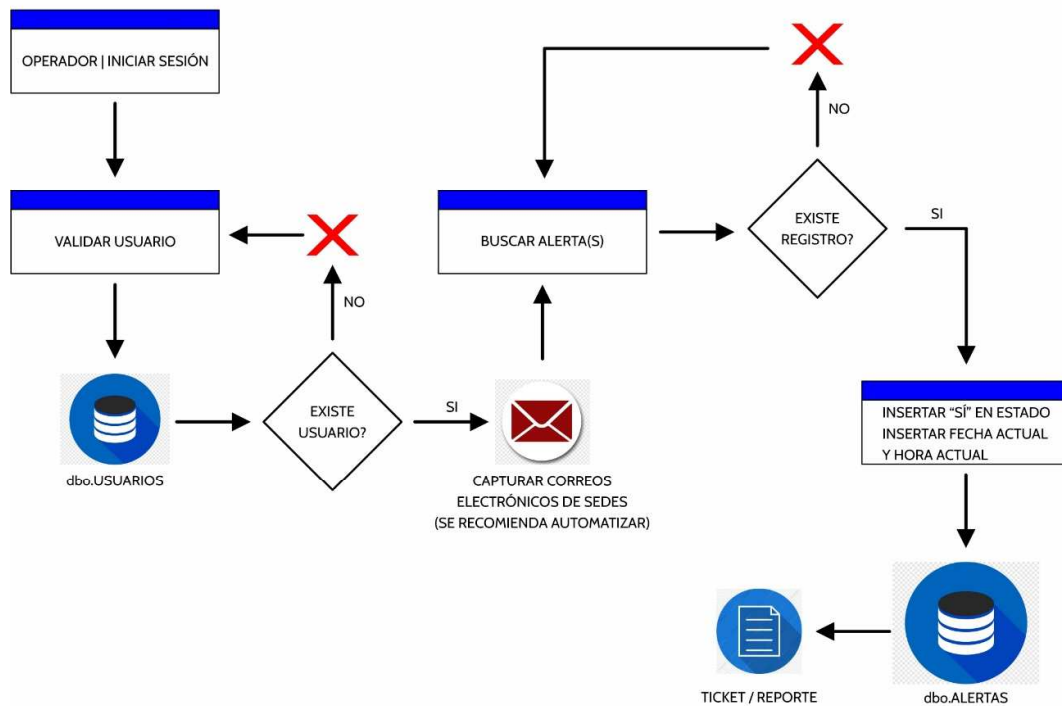 OPERADOR | INICIAR SESIÓN
VALIDAR USUARIO
NO
dbo.USUARIOS
EXISTE
USUARIO?
SI
CAPTURAR CORREOS
ELECTRÓNICOS DE SEDES
(SE RECOMIENDA AUTOMATIZAR)
BUSCAR ALERTA(S)
EXISTE
REGISTRO?
NO
SI
INSERTAR “SÍ” EN ESTADO
INSERTAR FECHA ACTUAL
Y HORA ACTUAL
dbo.ALERTAS
TICKET / REPORTE